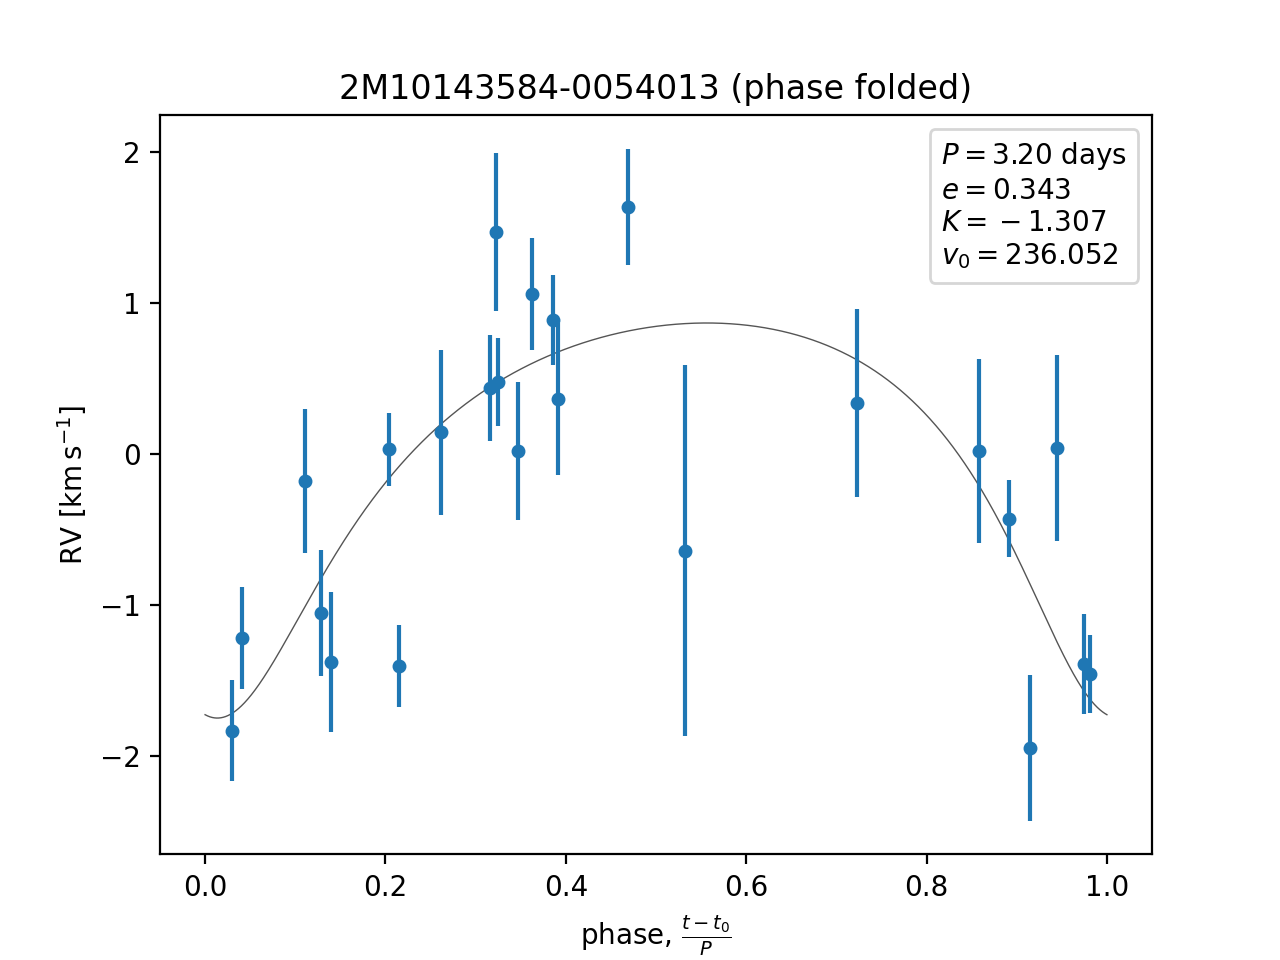 2M10143584-0054013 (phase folded)
P = 3.20 days
e = 0.343
K = −1.307
v₀ = 236.052
RV [km s⁻¹]
2
1
0
−1
−2
0.0 0.2 0.4 0.6 0.8 1.0
phase, (t − t₀)/P